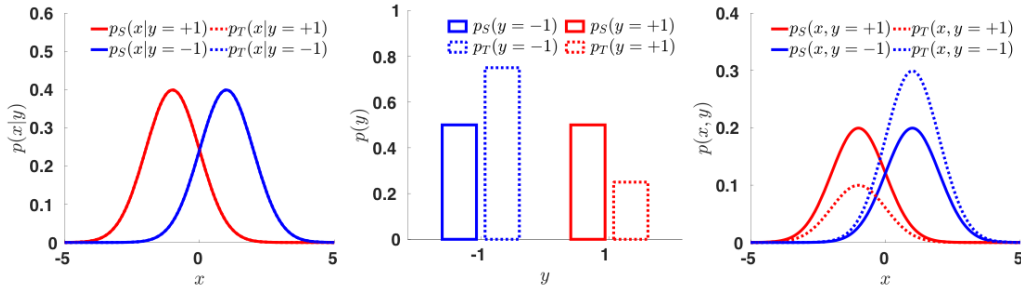 0.6
0.5
0.4
0.3
0.2
0.1
0
-5
0
5
x
p(x|y)
p_S(x|y = +1) p_T(x|y = +1)
p_S(x|y = −1) p_T(x|y = −1)
1
0.8
0.6
0.4
0.2
0
-1
1
y
p(y)
p_S(y = −1) p_S(y = +1)
p_T(y = −1) p_T(y = +1)
0.4
0.3
0.2
0.1
0
-5
0
5
x
p(x, y)
p_S(x, y = +1) p_T(x, y = +1)
p_S(x, y = −1) p_T(x, y = −1)